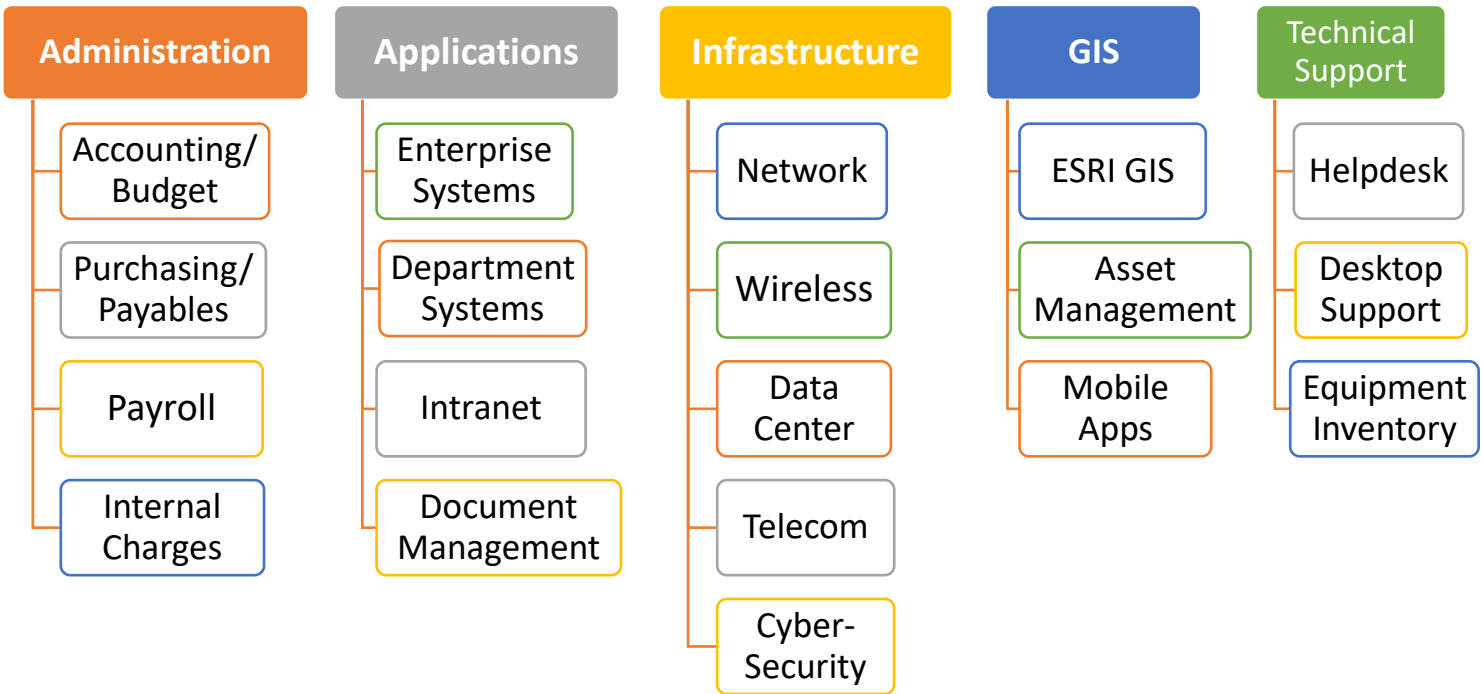 Administration
Accounting/
Budget
Purchasing/
Payables
Payroll
Internal
Charges
Applications
Enterprise
Systems
Department
Systems
Intranet
Document
Management
Infrastructure
Network
Wireless
Data
Center
Telecom
Cyber-
Security
GIS
ESRI GIS
Asset
Management
Mobile
Apps
Technical
Support
Helpdesk
Desktop
Support
Equipment
Inventory